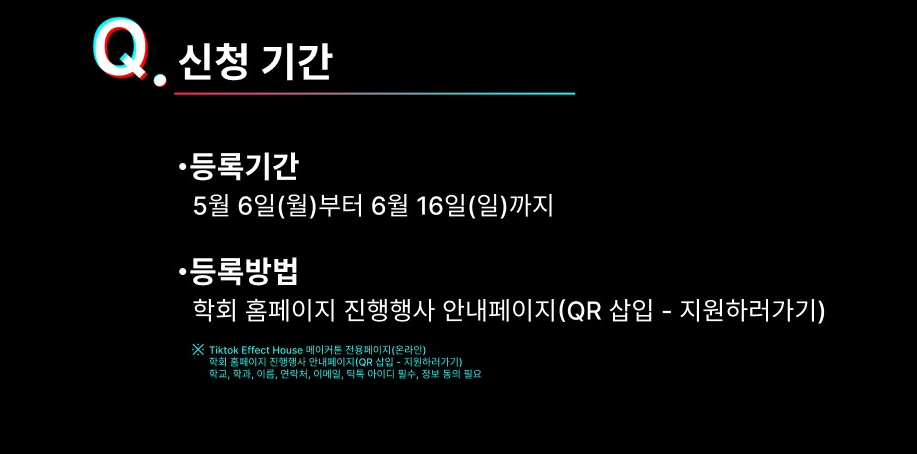 Q. 신청 기간
•등록기간
5월 6일(월)부터 6월 16일(일)까지
•등록방법
학회 홈페이지 진행행사 안내페이지(QR 삽입 - 지원하러가기)
※ Tiktok Effect House 메이커톤 전용페이지(온라인)
학회 홈페이지 진행행사 안내페이지(QR 삽입 - 지원하러가기)
학교, 학과, 이름, 연락처, 이메일, 틱톡 아이디 필수, 정보 동의 필요